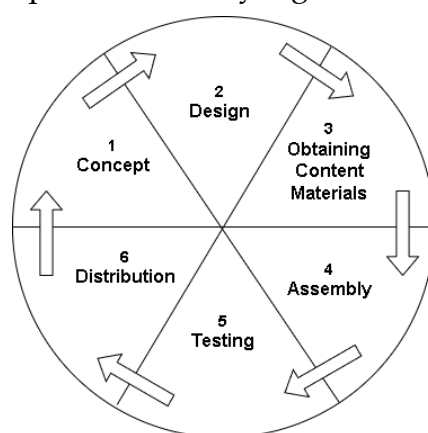 1
Concept
2
Design
3
Obtaining
Content
Materials
4
Assembly
5
Testing
6
Distribution